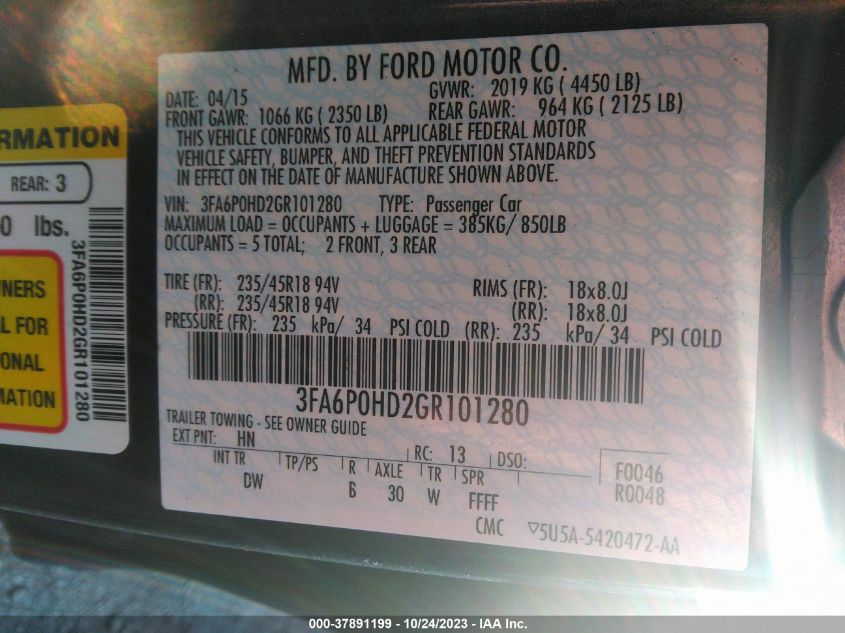 MFD. BY FORD MOTOR CO.
DATE: 04/15 GVWR: 2019 KG ( 4450 LB)
FRONT GAWR: 1066 KG ( 2350 LB) REAR GAWR: 964 KG ( 2125 LB)
THIS VEHICLE CONFORMS TO ALL APPLICABLE FEDERAL MOTOR
VEHICLE SAFETY, BUMPER, AND THEFT PREVENTION STANDARDS
IN EFFECT ON THE DATE OF MANUFACTURE SHOWN ABOVE.
VIN: 3FA6P0HD2GR101280 TYPE: Passenger Car
MAXIMUM LOAD = OCCUPANTS + LUGGAGE = 385KG/ 850LB
OCCUPANTS = 5 TOTAL; 2 FRONT, 3 REAR
TIRE (FR): 235/45R18 94V RIMS (FR): 18x8.0J
(RR): 235/45R18 94V (RR): 18x8.0J
PRESSURE (FR): 235 kPa/ 34 PSI COLD (RR): 235 kPa/ 34 PSI COLD
3FA6P0HD2GR101280
TRAILER TOWING - SEE OWNER GUIDE
EXT PNT: HN RC: 13 DSO:
INT TR TP/PS R AXLE TR SPR
DW B 30 W FFFF
F0046
R0048
CMC ▽5U5A-5420472-AA
RMATION
REAR: 3
0 lbs.
3FA6P0HD2GR101280
NERS
L FOR
ONAL
ATION
000-37891199 - 10/24/2023 - IAA Inc.